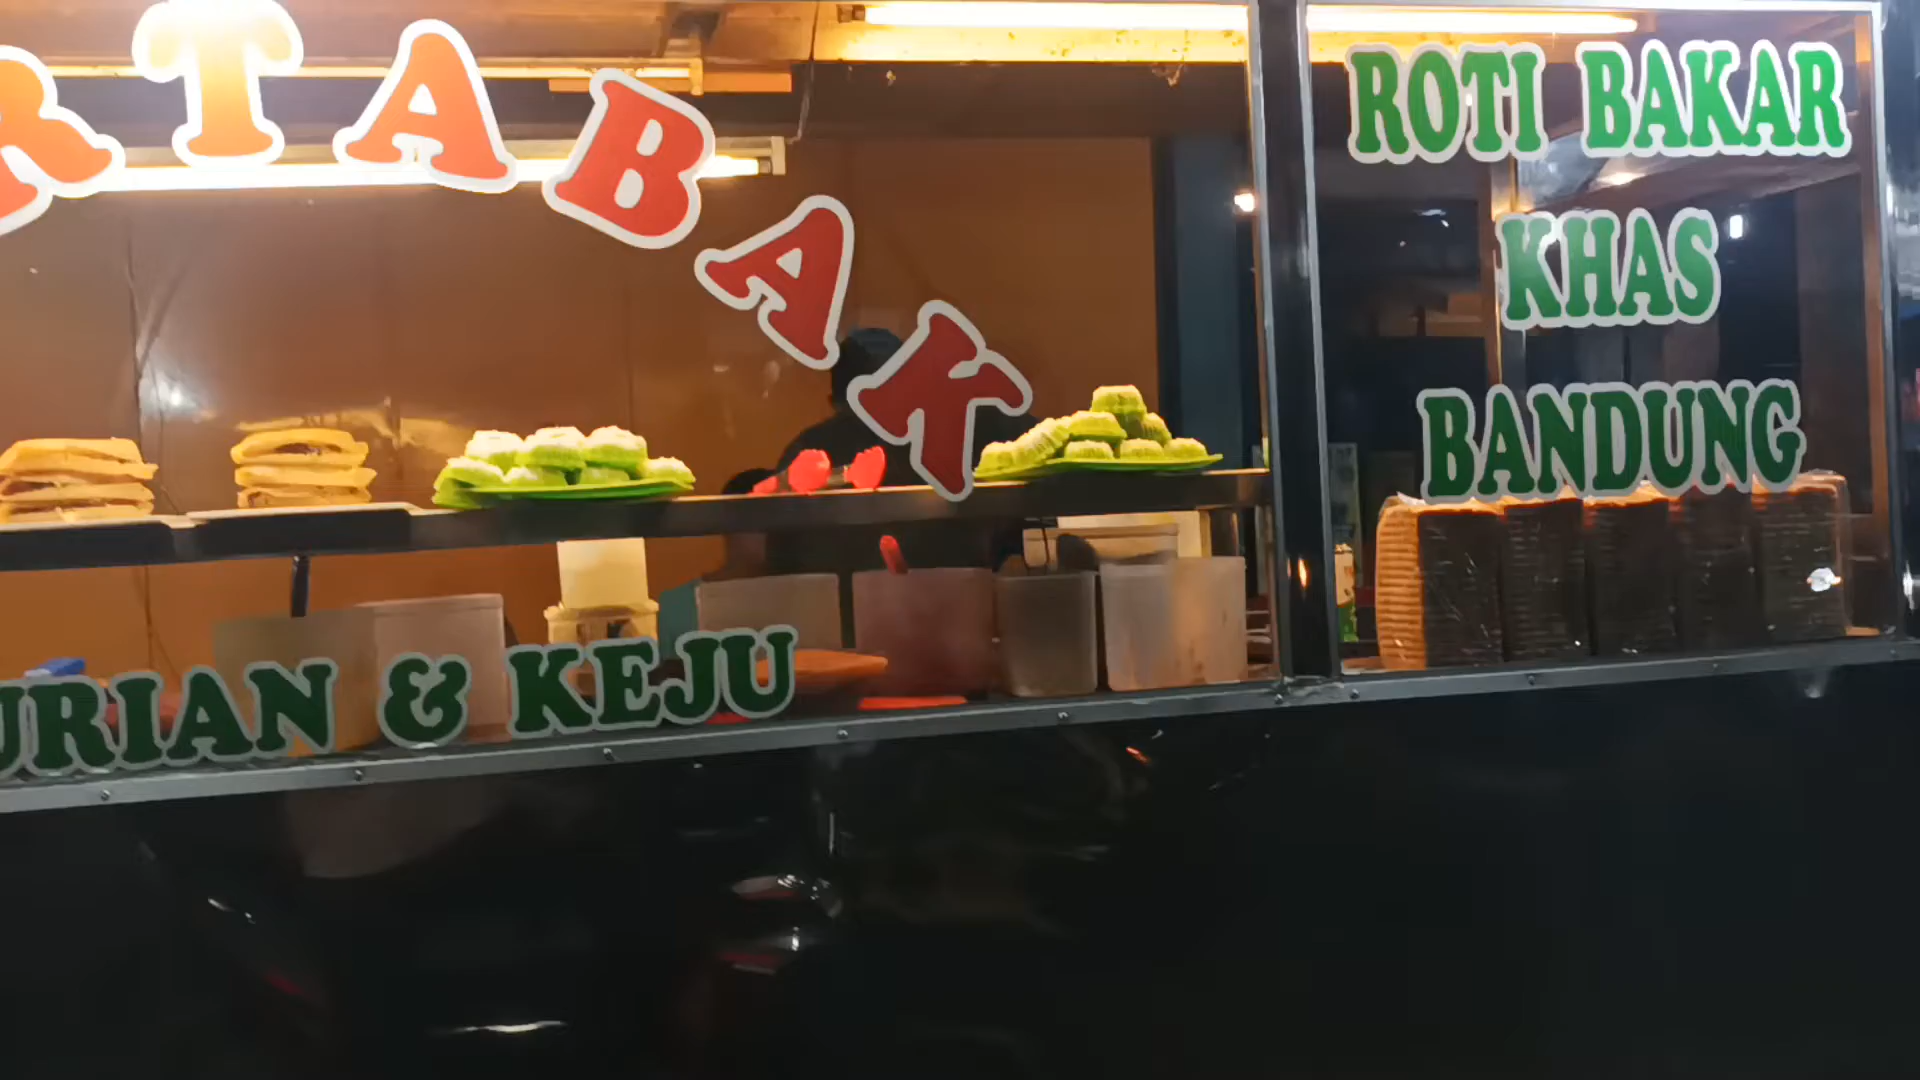 RTABAK
URIAN & KEJU
ROTI BAKAR
KHAS
BANDUNG